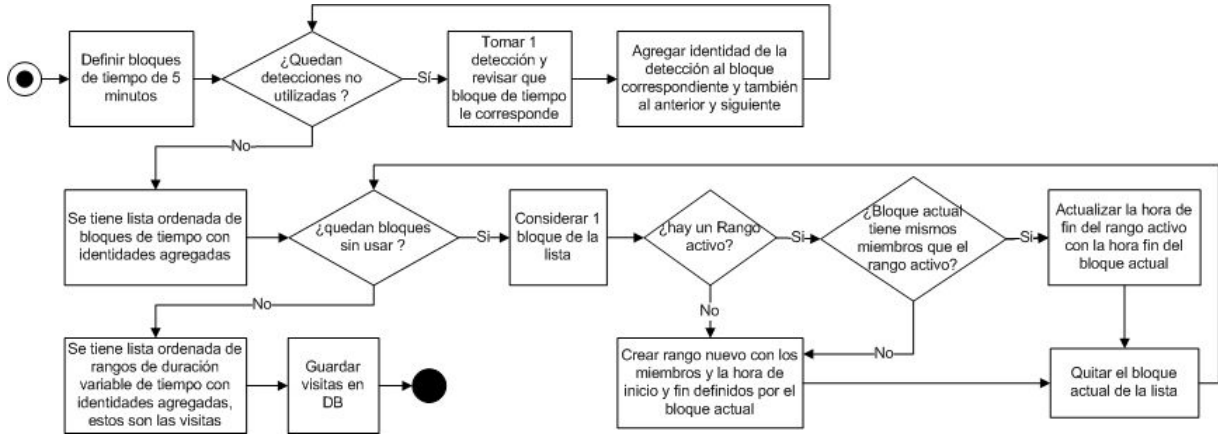 Definir bloques
de tiempo de 5
minutos
¿Quedan
detecciones no
utilizadas ?
Sí
Tomar 1
detección y
revisar que
bloque de tiempo
le corresponde
Agregar identidad de la
detección al bloque
correspondiente y también
al anterior y siguiente
No
Se tiene lista ordenada de
bloques de tiempo con
identidades agregadas
¿quedan bloques
sin usar ?
Si
Considerar 1
bloque de la
lista
¿hay un Rango
activo?
Si
¿Bloque actual
tiene mismos
miembros que el
rango activo?
Si
Actualizar la hora de
fin del rango activo
con la hora fin del
bloque actual
No
No
No
Se tiene lista ordenada de
rangos de duración
variable de tiempo con
identidades agregadas,
estos son las visitas
Guardar
visitas en
DB
Crear rango nuevo con los
miembros y la hora de
inicio y fin definidos por el
bloque actual
Quitar el bloque
actual de la lista